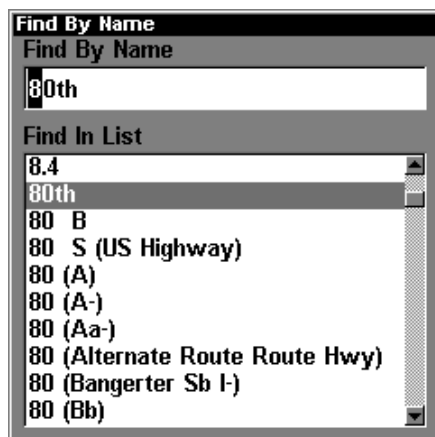 Find By Name
Find By Name
80th
Find In List
8.4
80th
80  B
80  S (US Highway)
80 (A)
80 (A-)
80 (Aa-)
80 (Alternate Route Route Hwy)
80 (Bangerter Sb I-)
80 (Bb)